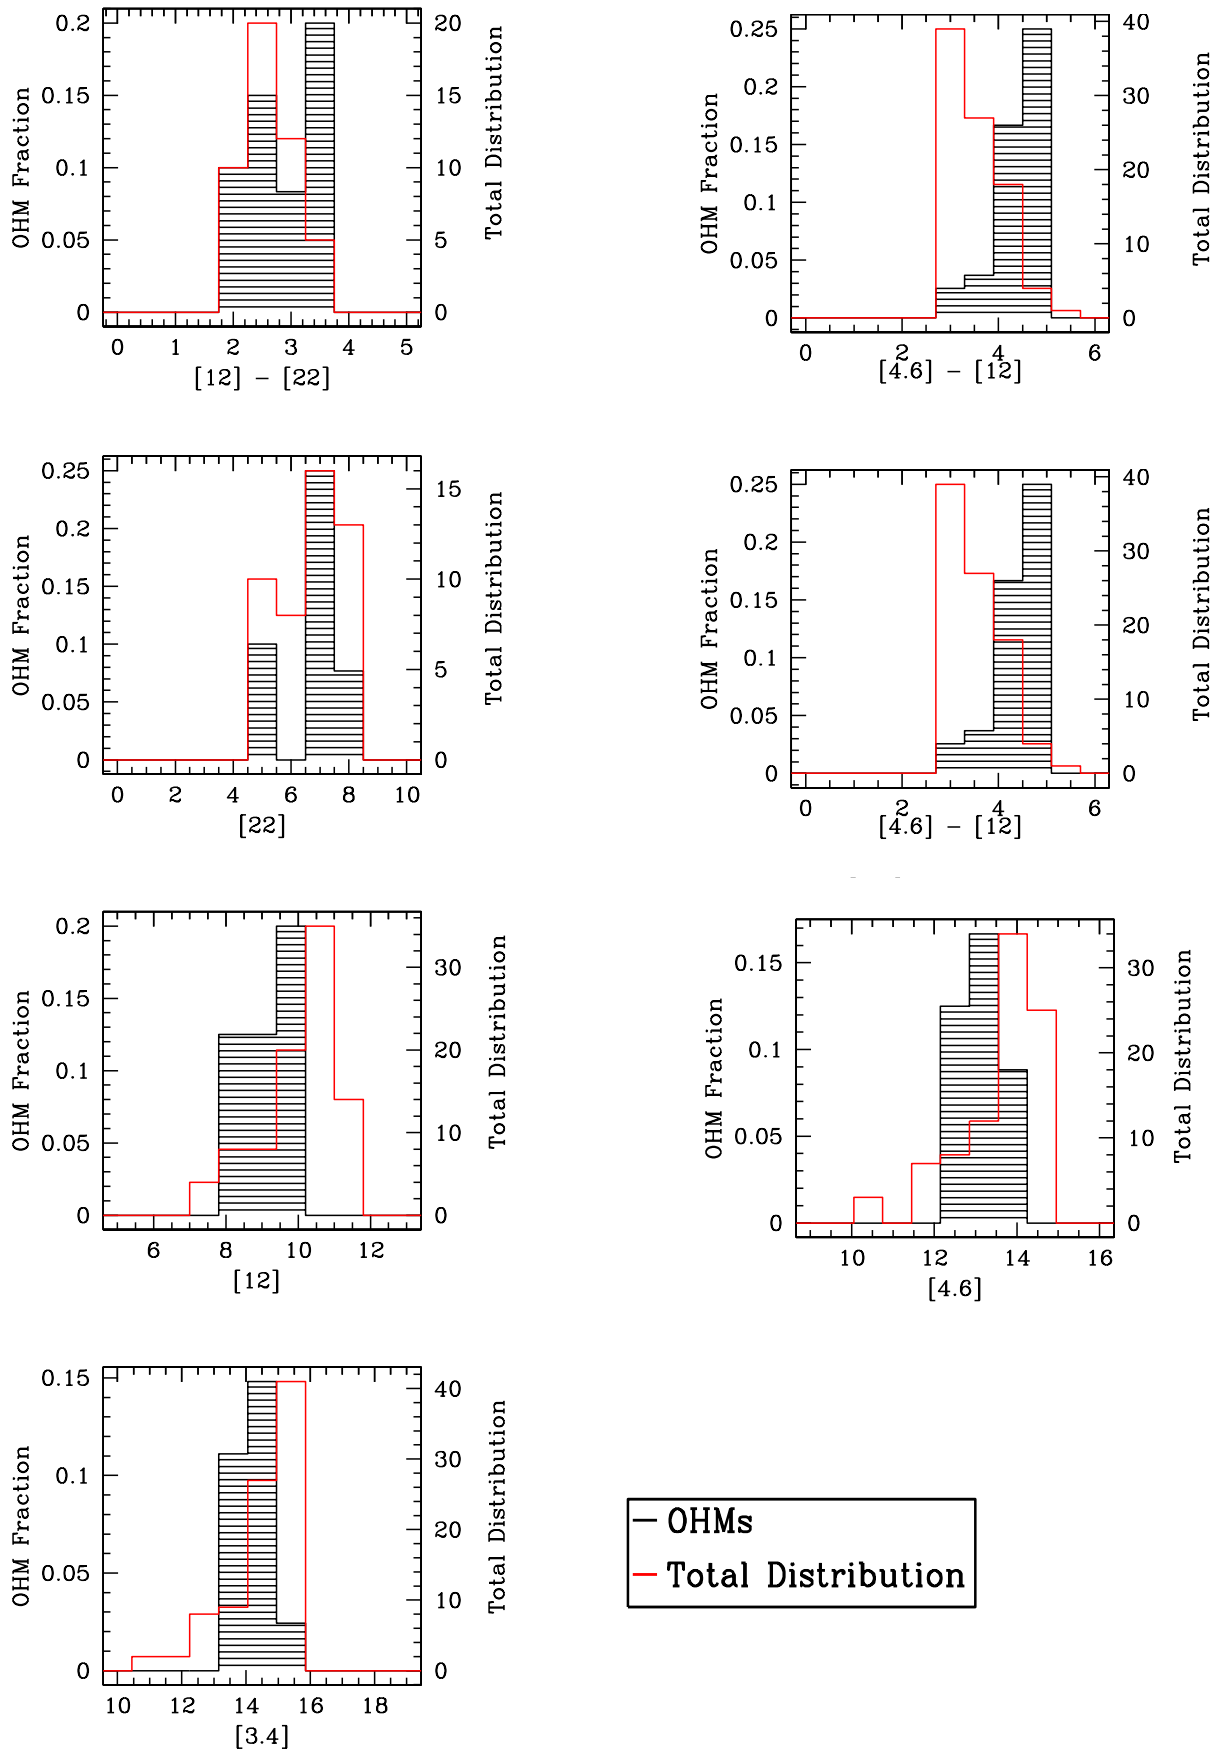 0.2
0.15
0.1
0.05
0
OHM Fraction
20
15
10
5
0
Total Distribution
0 1 2 3 4 5
[12] − [22]
0.25
0.2
0.15
0.1
0.05
0
OHM Fraction
40
30
20
10
0
Total Distribution
0 2 4 6
[4.6] − [12]
0.25
0.2
0.15
0.1
0.05
0
OHM Fraction
15
10
5
0
Total Distribution
0 2 4 6 8 10
[22]
0.25
0.2
0.15
0.1
0.05
0
OHM Fraction
40
30
20
10
0
Total Distribution
0 2 4 6
[4.6] − [12]
0.2
0.15
0.1
0.05
0
OHM Fraction
30
20
10
0
Total Distribution
6 8 10 12
[12]
0.15
0.1
0.05
0
OHM Fraction
30
20
10
0
Total Distribution
10 12 14 16
[4.6]
0.15
0.1
0.05
0
OHM Fraction
40
30
20
10
0
Total Distribution
10 12 14 16 18
[3.4]
OHMs
Total Distribution